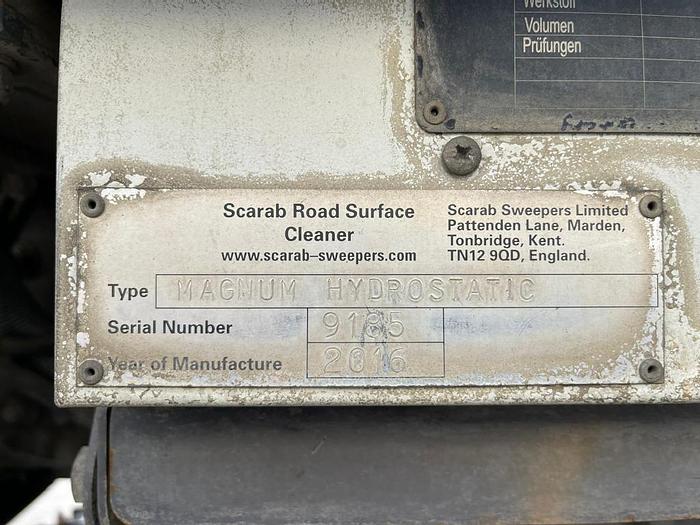 Werkstoff
Volumen
Prüfungen
Scarab Road Surface
Cleaner
www.scarab-sweepers.com
Scarab Sweepers Limited
Pattenden Lane, Marden,
Tonbridge, Kent.
TN12 9QD, England.
Type MAGNUM HYDROSTATIC
Serial Number 9185
Year of Manufacture 2016